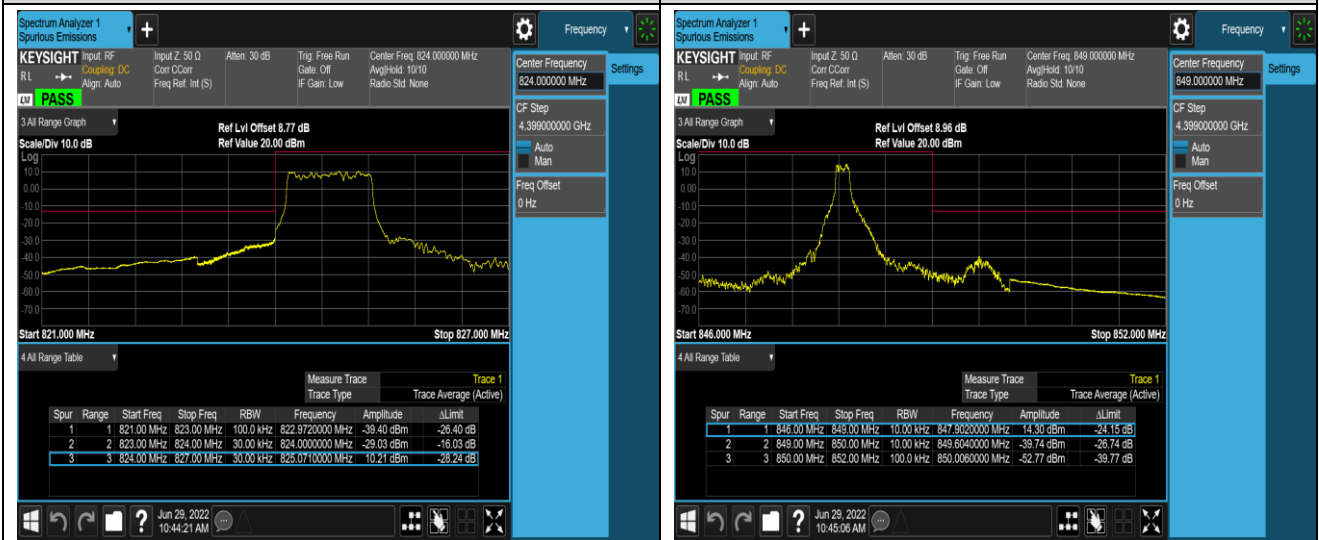 Spectrum Analyzer 1
Spurious Emissions
+
Frequency
KEYSIGHT Input: RF Input Z: 50 Ω Atten: 30 dB Trig: Free Run Center Freq: 824.000000 MHz
Coupling: DC Corr CCorr Gate: Off Avg|Hold: 10/10
R L Align: Auto Freq Ref: Int (S) IF Gain: Low Radio Std: None
LXI PASS
3 All Range Graph
Ref Lvl Offset 8.77 dB
Scale/Div 10.0 dB Ref Value 20.00 dBm
Log
10.0
0.00
-10.0
-20.0
-30.0
-40.0
-50.0
-60.0
-70.0
Start 821.000 MHz Stop 827.000 MHz
4 All Range Table
Measure Trace Trace 1
Trace Type Trace Average (Active)
Spur Range Start Freq Stop Freq RBW Frequency Amplitude ΔLimit
1 1 821.00 MHz 823.00 MHz 100.0 kHz 822.9720000 MHz -39.40 dBm -26.40 dB
2 2 823.00 MHz 824.00 MHz 30.00 kHz 824.0000000 MHz -29.03 dBm -16.03 dB
3 3 824.00 MHz 827.00 MHz 30.00 kHz 825.0710000 MHz 10.21 dBm -28.24 dB
Center Frequency
824.000000 MHz
Settings
CF Step
4.399000000 GHz
Auto
Man
Freq Offset
0 Hz
? Jun 29, 2022
10:44:21 AM
Spectrum Analyzer 1
Spurious Emissions
+
Frequency
KEYSIGHT Input: RF Input Z: 50 Ω Atten: 30 dB Trig: Free Run Center Freq: 849.000000 MHz
Coupling: DC Corr CCorr Gate: Off Avg|Hold: 10/10
R L Align: Auto Freq Ref: Int (S) IF Gain: Low Radio Std: None
LXI PASS
3 All Range Graph
Ref Lvl Offset 8.96 dB
Scale/Div 10.0 dB Ref Value 20.00 dBm
Log
10.0
0.00
-10.0
-20.0
-30.0
-40.0
-50.0
-60.0
-70.0
Start 846.000 MHz Stop 852.000 MHz
4 All Range Table
Measure Trace Trace 1
Trace Type Trace Average (Active)
Spur Range Start Freq Stop Freq RBW Frequency Amplitude ΔLimit
1 1 846.00 MHz 849.00 MHz 10.00 kHz 847.9020000 MHz 14.30 dBm -24.15 dB
2 2 849.00 MHz 850.00 MHz 10.00 kHz 849.6040000 MHz -39.74 dBm -26.74 dB
3 3 850.00 MHz 852.00 MHz 100.0 kHz 850.0060000 MHz -52.77 dBm -39.77 dB
Center Frequency
849.000000 MHz
Settings
CF Step
4.399000000 GHz
Auto
Man
Freq Offset
0 Hz
? Jun 29, 2022
10:45:06 AM